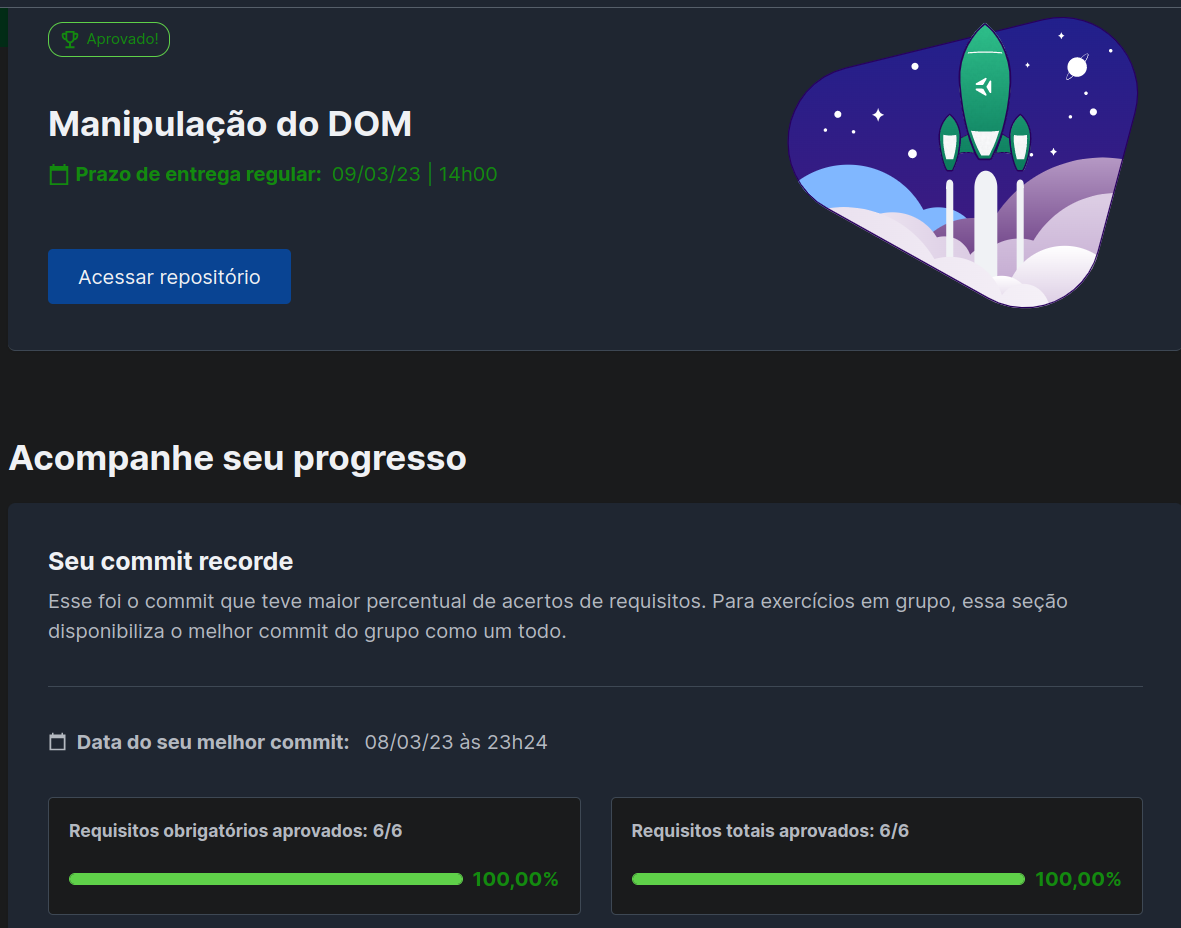 Aprovado!
Manipulação do DOM
Prazo de entrega regular: 09/03/23 | 14h00
Acessar repositório
Acompanhe seu progresso
Seu commit recorde
Esse foi o commit que teve maior percentual de acertos de requisitos. Para exercícios em grupo, essa seção
disponibiliza o melhor commit do grupo como um todo.
Data do seu melhor commit: 08/03/23 às 23h24
Requisitos obrigatórios aprovados: 6/6
100,00%
Requisitos totais aprovados: 6/6
100,00%